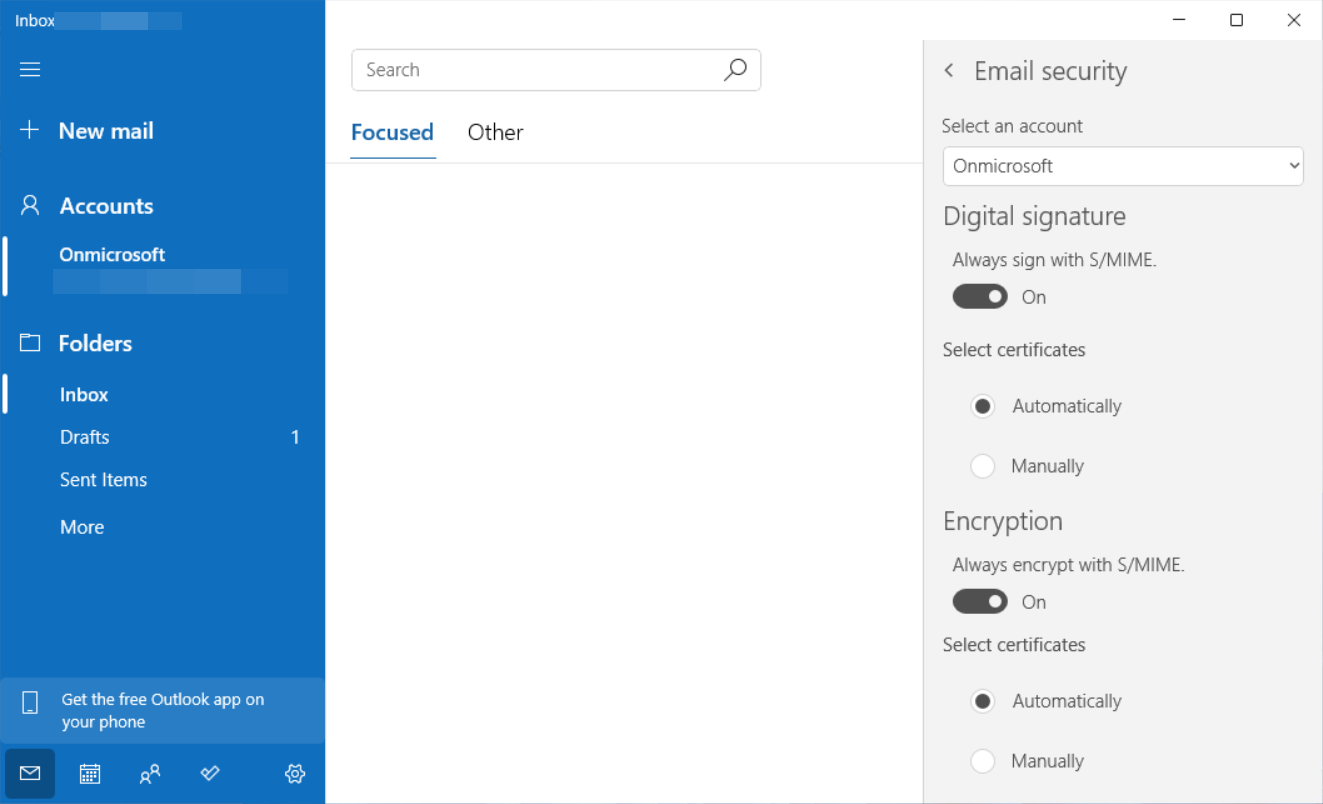 Inbox
New mail
Accounts
Onmicrosoft
Folders
Inbox
Drafts 1
Sent Items
More
Get the free Outlook app on
your phone
Search
Focused Other
Email security
Select an account
Onmicrosoft
Digital signature
Always sign with S/MIME.
On
Select certificates
Automatically
Manually
Encryption
Always encrypt with S/MIME.
On
Select certificates
Automatically
Manually